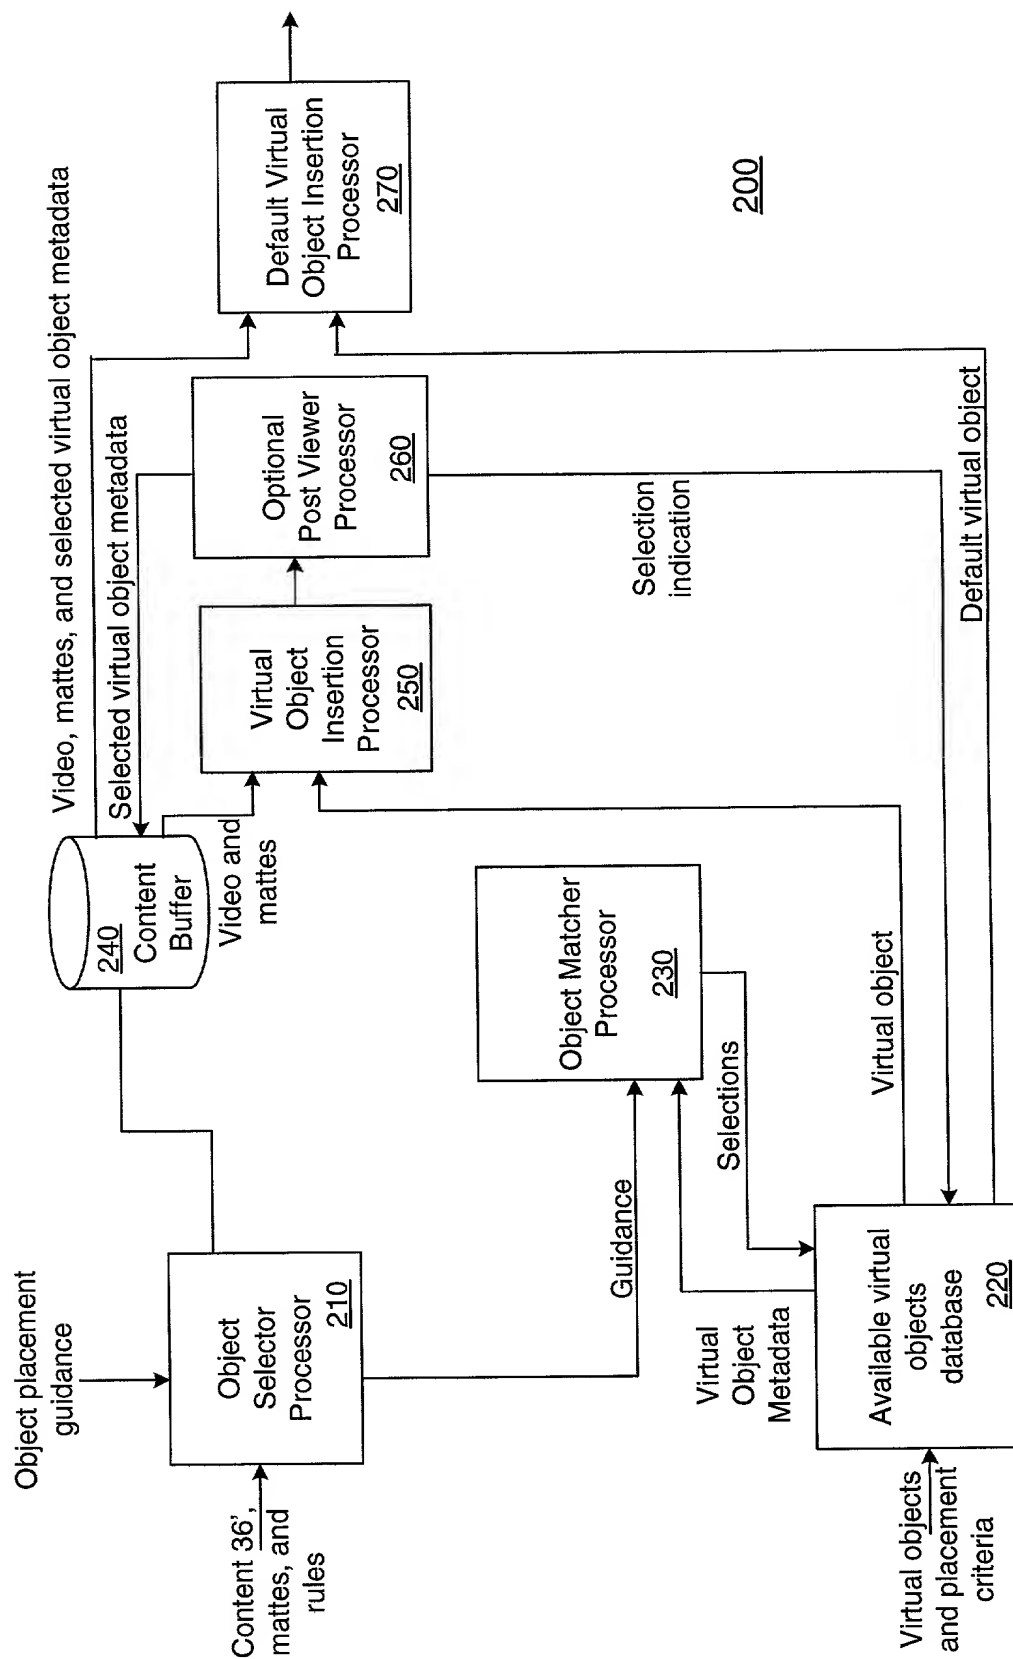 Object placement
guidance
Content 36',
mattes, and
rules
Object
Selector
Processor
210
240
Content
Buffer
Video, mattes, and selected virtual object metadata
Selected virtual object metadata
Video and
mattes
Virtual
Object
Insertion
Processor
250
Optional
Post Viewer
Processor
260
Default Virtual
Object Insertion
Processor
270
Guidance
Object Matcher
Processor
230
Selections
Virtual
Object
Metadata
Selection
indication
Virtual object
Default virtual object
Virtual objects
and placement
criteria
Available virtual
objects
database
220
200